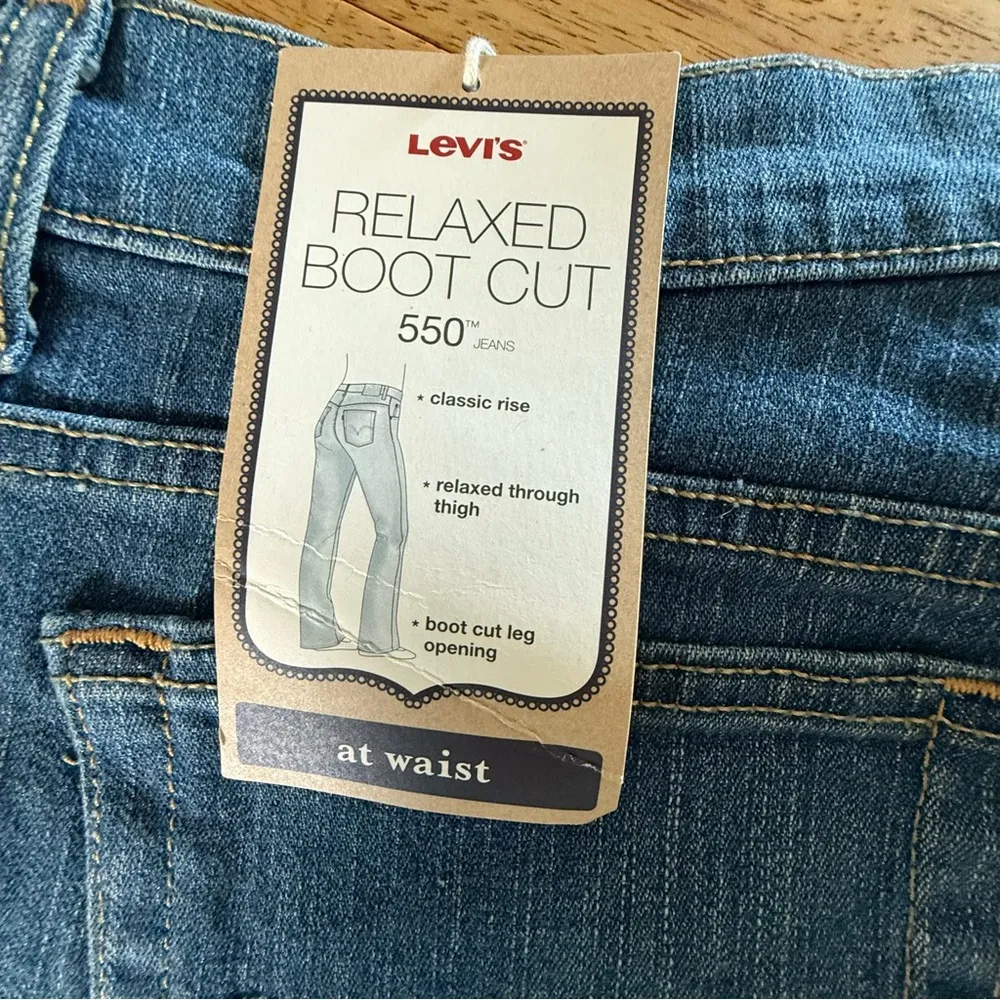 Levi's
RELAXED
BOOT CUT
550™ JEANS
* classic rise
* relaxed through
thigh
* boot cut leg
opening
at waist